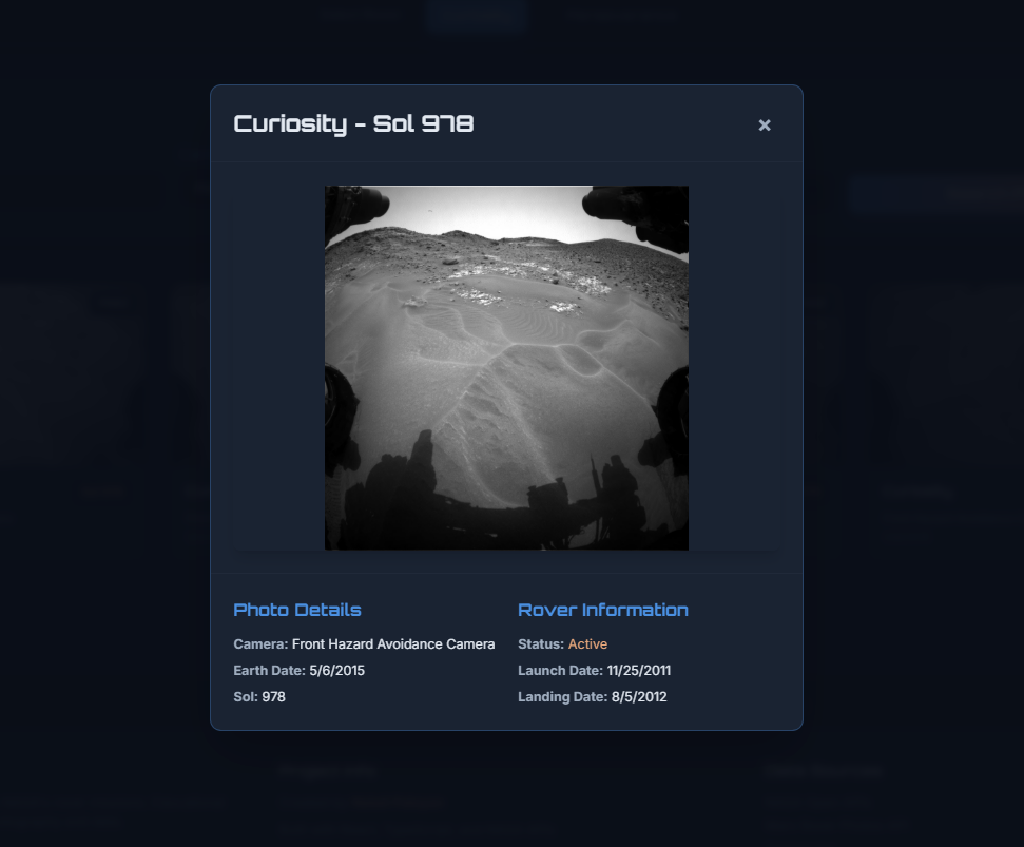 Curiosity - Sol 978
×
Photo Details
Camera: Front Hazard Avoidance Camera
Earth Date: 5/6/2015
Sol: 978
Rover Information
Status: Active
Launch Date: 11/25/2011
Landing Date: 8/5/2012